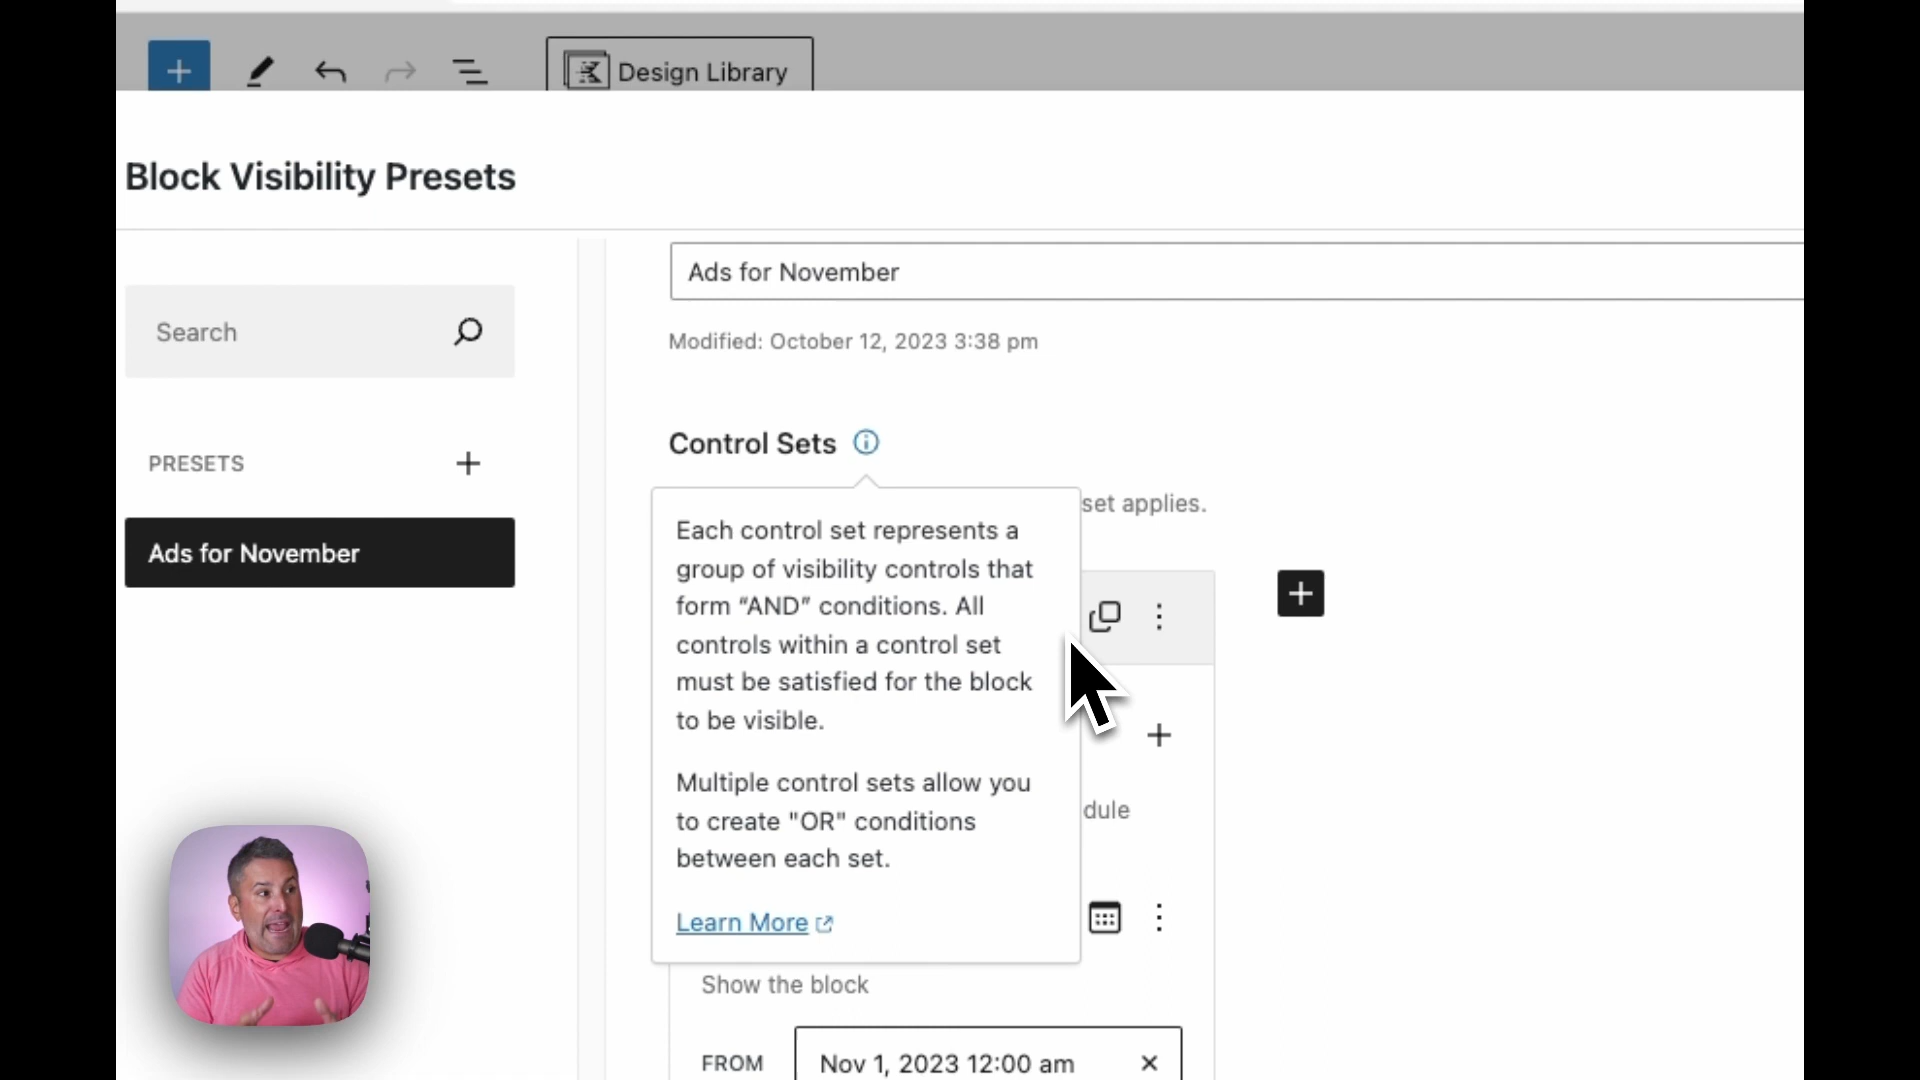 Design Library
Block Visibility Presets
Search
PRESETS
Ads for November
Ads for November
Modified: October 12, 2023 3:38 pm
Control Sets
set applies.
Each control set represents a
group of visibility controls that
form “AND” conditions. All
controls within a control set
must be satisfied for the block
to be visible.
Multiple control sets allow you
to create "OR" conditions
between each set.
Learn More
dule
Show the block
FROM
Nov 1, 2023 12:00 am